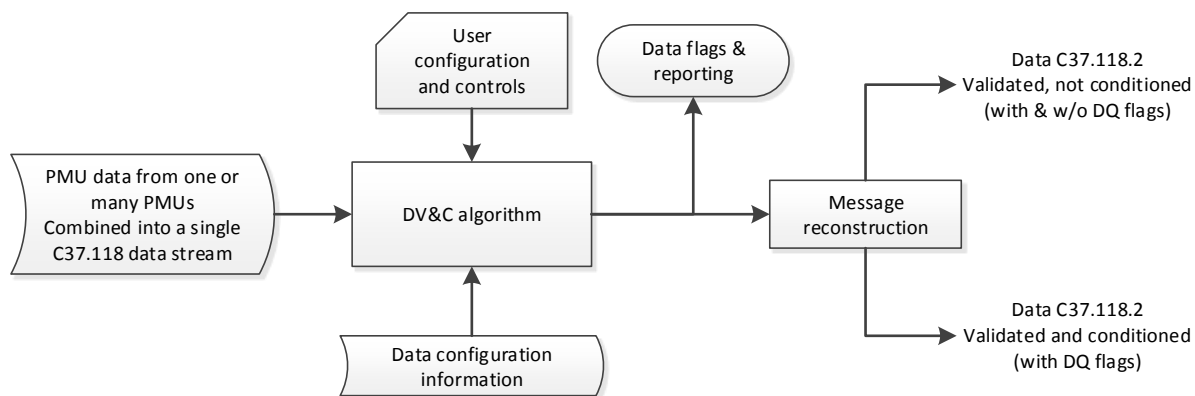 User
configuration
and controls
Data flags &
reporting
Data C37.118.2
Validated, not conditioned
(with & w/o DQ flags)
PMU data from one or
many PMUs
Combined into a single
C37.118 data stream
DV&C algorithm
Message
reconstruction
Data configuration
information
Data C37.118.2
Validated and conditioned
(with DQ flags)